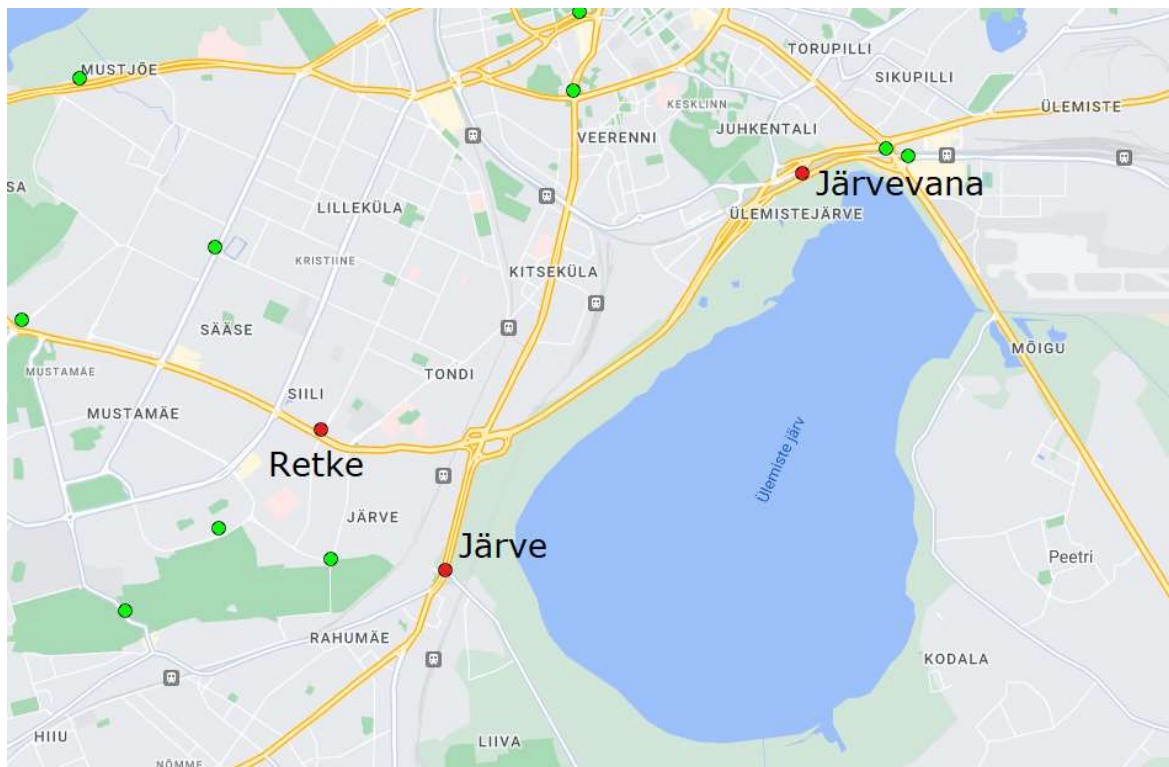 TORUPILLI
MUSTJÕE
SIKUPILLI
KESKLINN
ÜLEMISTE
JUHKENTALI
VEERENNI
SA
Järvevana
LILLEKÜLA
ÜLEMISTEJÄRVE
KRISTIINE
KITSEKÜLA
SÄÄSE
MÕIGU
MUSTAMÄE
TONDI
SIILI
MUSTAMÄE
Ülemiste järv
Retke
JÄRVE
Järve
Peetri
RAHUMÄE
KODALA
HIIU
LIIVA
NÕMME